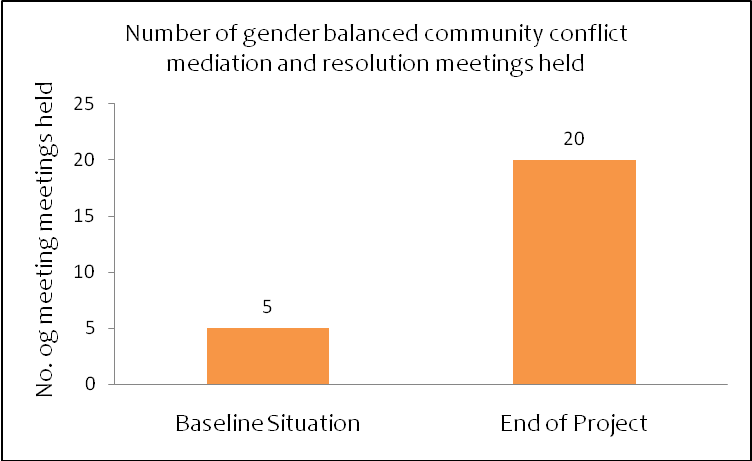 Number of gender balanced community conflict
mediation and resolution meetings held
No. og meeting meetings held
25
20
15
10
5
0
5
20
Baseline Situation
End of Project